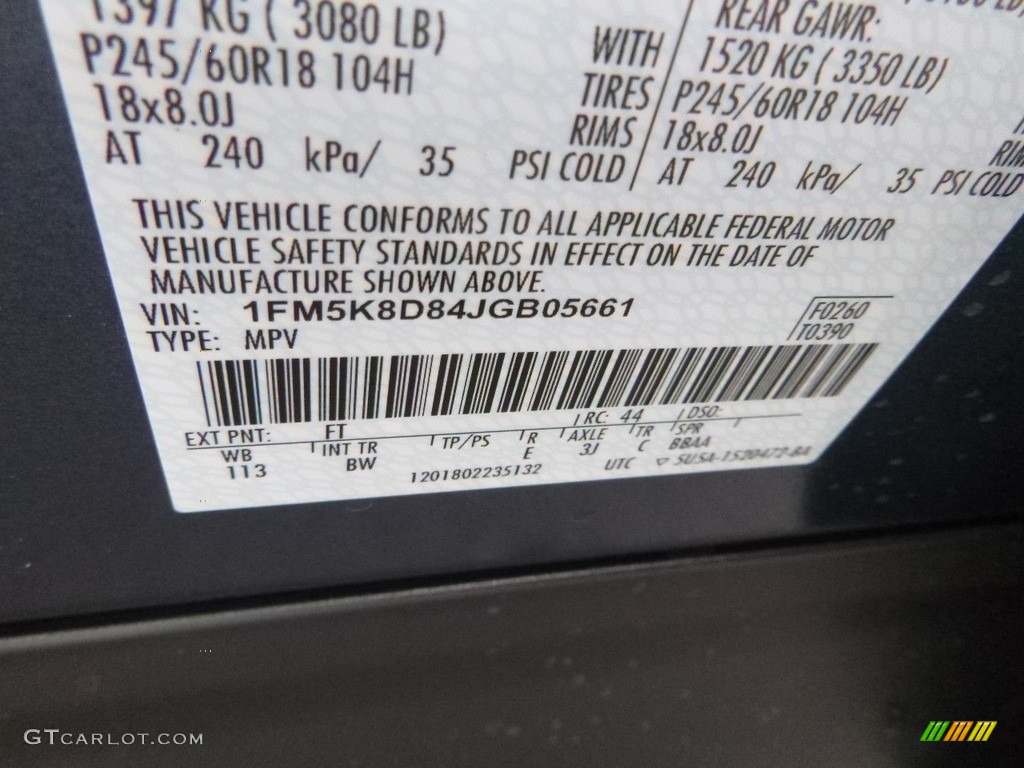 1397 KG ( 3080 LB)
P245/60R18 104H
18x8.0J
AT 240 kPa/ 35 PSI COLD
WITH
TIRES
RIMS
REAR GAWR:
1520 KG ( 3350 LB)
P245/60R18 104H
18x8.0J
AT 240 kPa/ 35 PSI COLD
THIS VEHICLE CONFORMS TO ALL APPLICABLE FEDERAL MOTOR
VEHICLE SAFETY STANDARDS IN EFFECT ON THE DATE OF
MANUFACTURE SHOWN ABOVE.
VIN: 1FM5K8D84JGB05661
TYPE: MPV
F0260
T0390
EXT PNT: FT RC: 44 DSO:
WB INT TR TP/PS R AXLE TR SPR
113 BW E 3J C BBAA
1201802235132 UTC ▽ SU5A-1520472-BA
GTCARLOT.COM